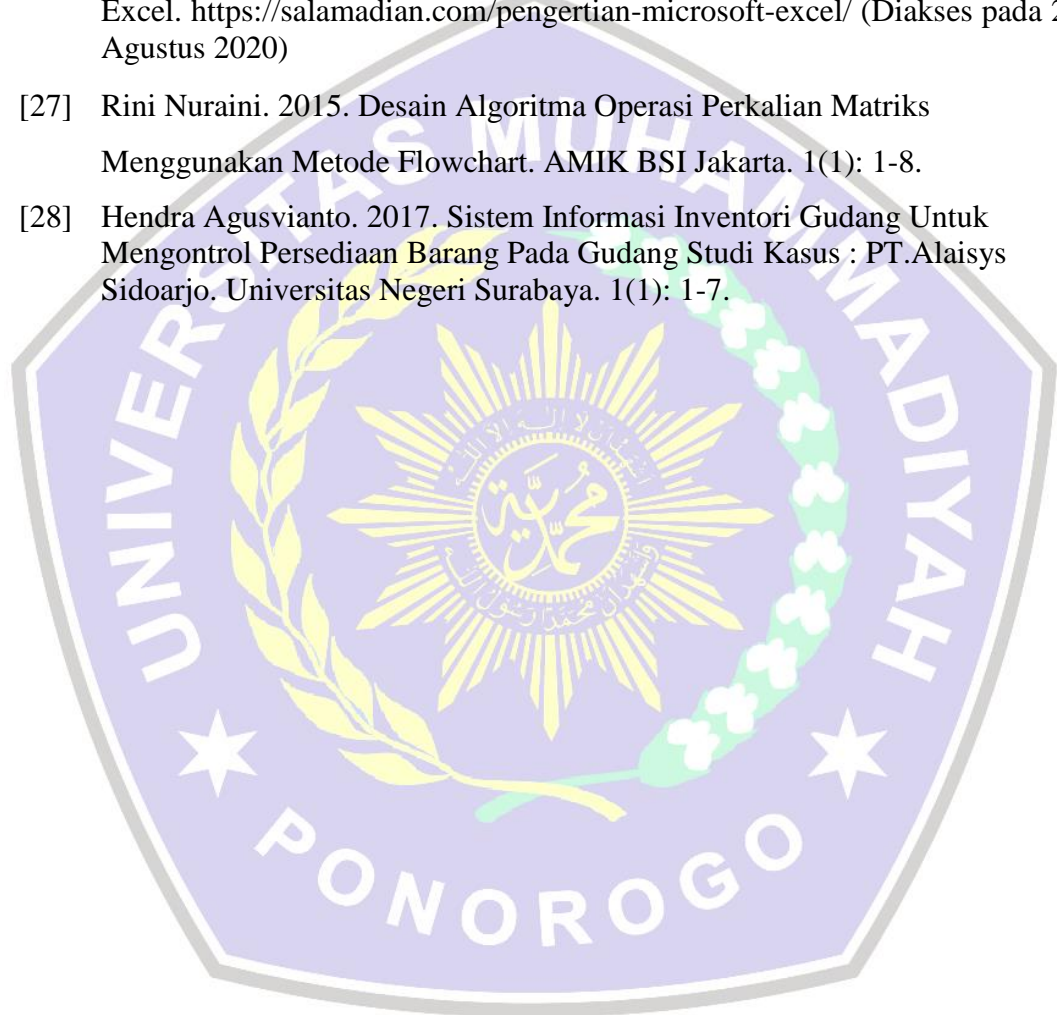 Excel. https://salamadian.com/pengertian-microsoft-excel/ (Diakses pada 2
Agustus 2020)
[27] Rini Nuraini. 2015. Desain Algoritma Operasi Perkalian Matriks
Menggunakan Metode Flowchart. AMIK BSI Jakarta. 1(1): 1-8.
[28] Hendra Agusvianto. 2017. Sistem Informasi Inventori Gudang Untuk
Mengontrol Persediaan Barang Pada Gudang Studi Kasus : PT.Alaisys
Sidoarjo. Universitas Negeri Surabaya. 1(1): 1-7.
UNIVERSITAS MUHAMMADIYAH
محمدية
PONOROGO